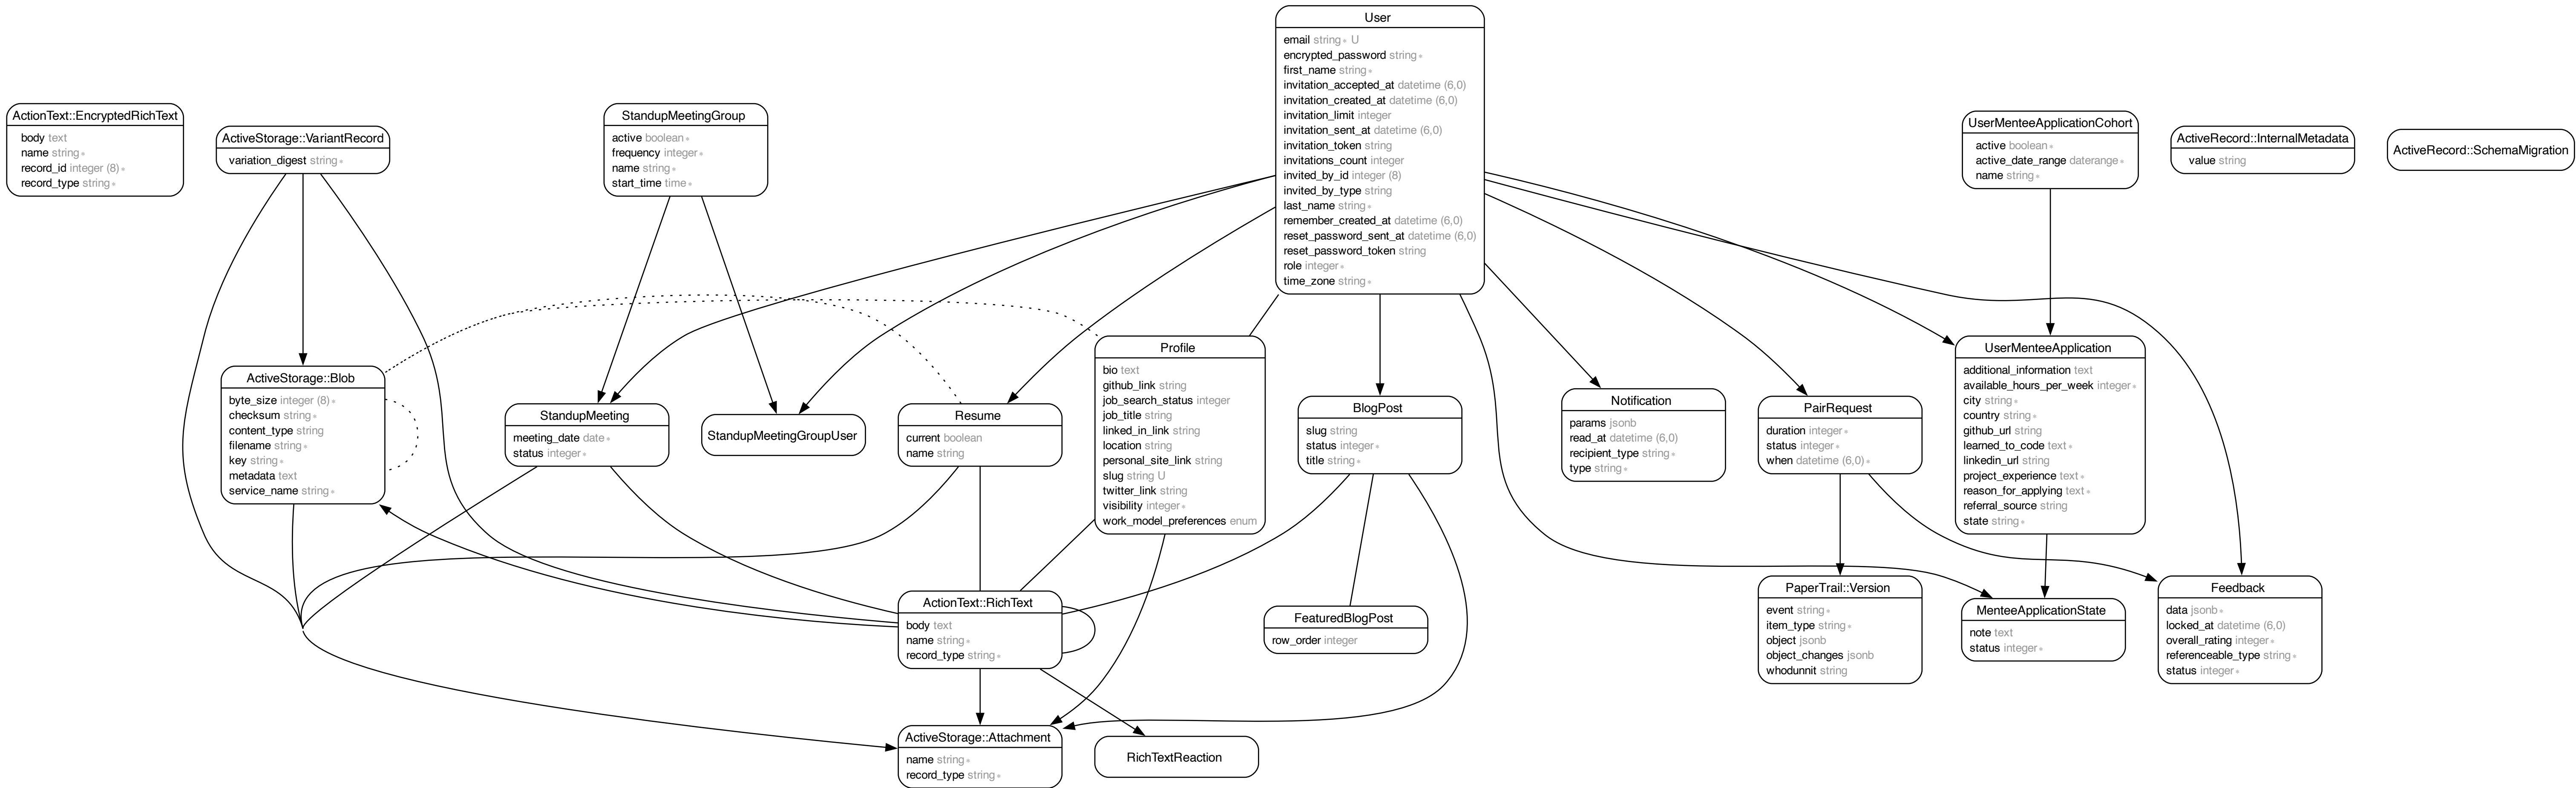 User
email string∗ U
encrypted_password string∗
first_name string∗
invitation_accepted_at datetime (6,0)
invitation_created_at datetime (6,0)
invitation_limit integer
invitation_sent_at datetime (6,0)
invitation_token string
invitations_count integer
invited_by_id integer (8)
invited_by_type string
last_name string∗
remember_created_at datetime (6,0)
reset_password_sent_at datetime (6,0)
reset_password_token string
role integer∗
time_zone string∗
ActionText::EncryptedRichText
body text
name string∗
record_id integer (8)∗
record_type string∗
ActiveStorage::VariantRecord
variation_digest string∗
StandupMeetingGroup
active boolean∗
frequency integer∗
name string∗
start_time time∗
UserMenteeApplicationCohort
active boolean∗
active_date_range daterange∗
name string∗
ActiveRecord::InternalMetadata
value string
ActiveRecord::SchemaMigration
ActiveStorage::Blob
byte_size integer (8)∗
checksum string∗
content_type string
filename string∗
key string∗
metadata text
service_name string∗
StandupMeeting
meeting_date date∗
status integer∗
StandupMeetingGroupUser
Resume
current boolean
name string
Profile
bio text
github_link string
job_search_status integer
job_title string
linked_in_link string
location string
personal_site_link string
slug string U
twitter_link string
visibility integer∗
work_model_preferences enum
BlogPost
slug string
status integer∗
title string∗
Notification
params jsonb
read_at datetime (6,0)
recipient_type string∗
type string∗
PairRequest
duration integer∗
status integer∗
when datetime (6,0)∗
UserMenteeApplication
additional_information text
available_hours_per_week integer∗
city string∗
country string∗
github_url string
learned_to_code text∗
linkedin_url string
project_experience text∗
reason_for_applying text∗
referral_source string
state string∗
ActionText::RichText
body text
name string∗
record_type string∗
FeaturedBlogPost
row_order integer
PaperTrail::Version
event string∗
item_type string∗
object jsonb
object_changes jsonb
whodunnit string
MenteeApplicationState
note text
status integer∗
Feedback
data jsonb∗
locked_at datetime (6,0)
overall_rating integer∗
referenceable_type string∗
status integer∗
ActiveStorage::Attachment
name string∗
record_type string∗
RichTextReaction